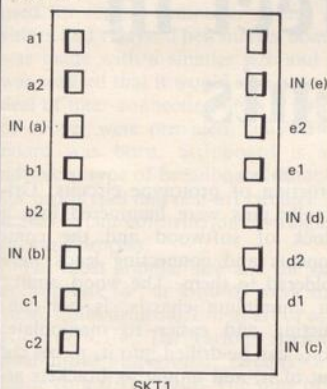 a1
a2
IN (a)
b1
b2
IN (b)
c1
c2
IN (e)
e2
e1
IN (d)
d2
d1
IN (c)
SKT1